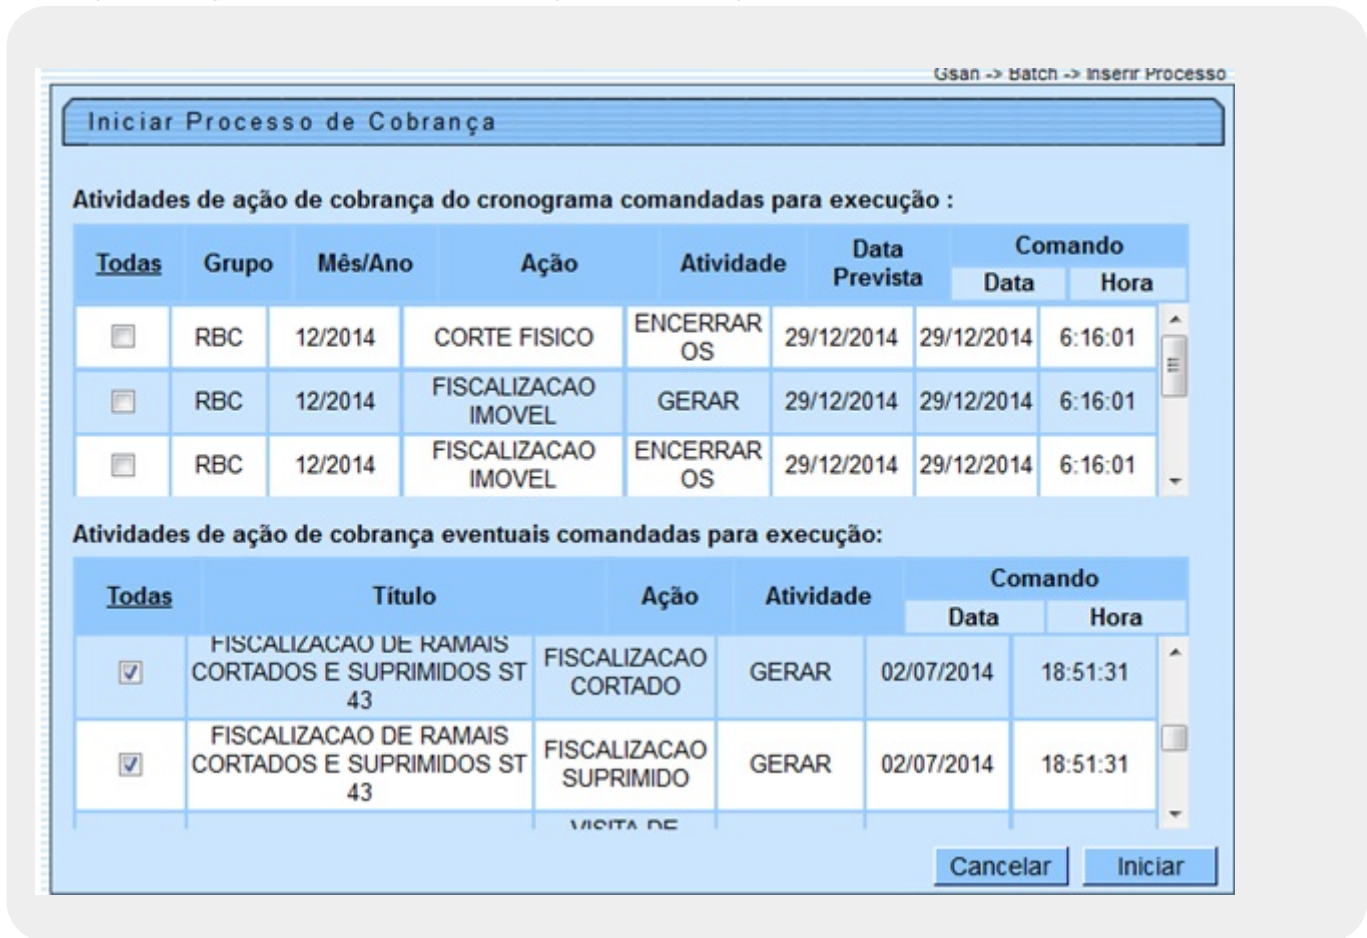 Gsan -> Batch -> Inserir Processo
Iniciar Processo de Cobrança
Atividades de ação de cobrança do cronograma comandadas para execução :
Todas Grupo Mês/Ano Ação Atividade Data Prevista Comando
Data Hora
RBC 12/2014 CORTE FISICO ENCERRAR OS 29/12/2014 29/12/2014 6:16:01
RBC 12/2014 FISCALIZACAO IMOVEL GERAR 29/12/2014 29/12/2014 6:16:01
RBC 12/2014 FISCALIZACAO IMOVEL ENCERRAR OS 29/12/2014 29/12/2014 6:16:01
Atividades de ação de cobrança eventuais comandadas para execução:
Todas Título Ação Atividade Comando
Data Hora
FISCALIZACAO DE RAMAIS CORTADOS E SUPRIMIDOS ST 43 FISCALIZACAO CORTADO GERAR 02/07/2014 18:51:31
FISCALIZACAO DE RAMAIS CORTADOS E SUPRIMIDOS ST 43 FISCALIZACAO SUPRIMIDO GERAR 02/07/2014 18:51:31
VISITA DE
Cancelar Iniciar